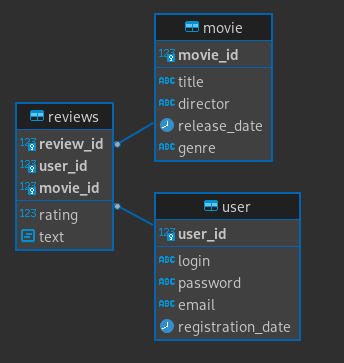 movie
123 movie_id
ABC title
ABC director
release_date
ABC genre
reviews
123 review_id
123 user_id
123 movie_id
123 rating
text
user
123 user_id
ABC login
ABC password
ABC email
registration_date